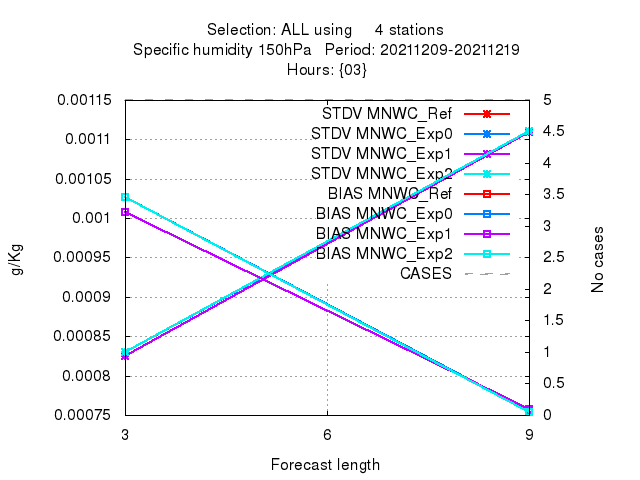 Selection: ALL using 4 stations
Specific humidity 150hPa Period: 20211209-20211219
Hours: {03}
0.00115
0.0011
0.00105
0.001
0.00095
0.0009
0.00085
0.0008
0.00075
g/Kg
STDV MNWC_Ref
STDV MNWC_Exp0
STDV MNWC_Exp1
STDV MNWC_Exp2
BIAS MNWC_Ref
BIAS MNWC_Exp0
BIAS MNWC_Exp1
BIAS MNWC_Exp2
CASES
5
4.5
4
3.5
3
2.5
2
1.5
1
0.5
0
No cases
3 6 9
Forecast length